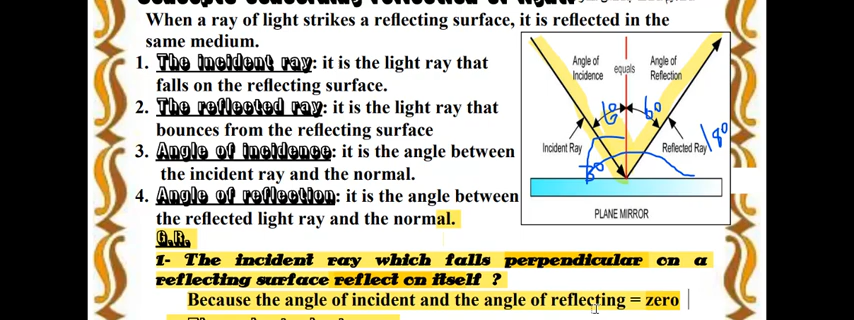 Concepts concerning reflection of light:
When a ray of light strikes a reflecting surface, it is reflected in the
same medium.
1. The incident ray: it is the light ray that
falls on the reflecting surface.
2. The reflected ray: it is the light ray that
bounces from the reflecting surface
3. Angle of incidence: it is the angle between
the incident ray and the normal.
4. Angle of reflection: it is the angle between
the reflected light ray and the normal.
G.R.
1- The incident ray which falls perpendicular on a
reflecting surface reflect on itself ?
Because the angle of incident and the angle of reflecting = zero
Angle of
Incidence
equals
Angle of
Reflection
Incident Ray
Reflected Ray
PLANE MIRROR